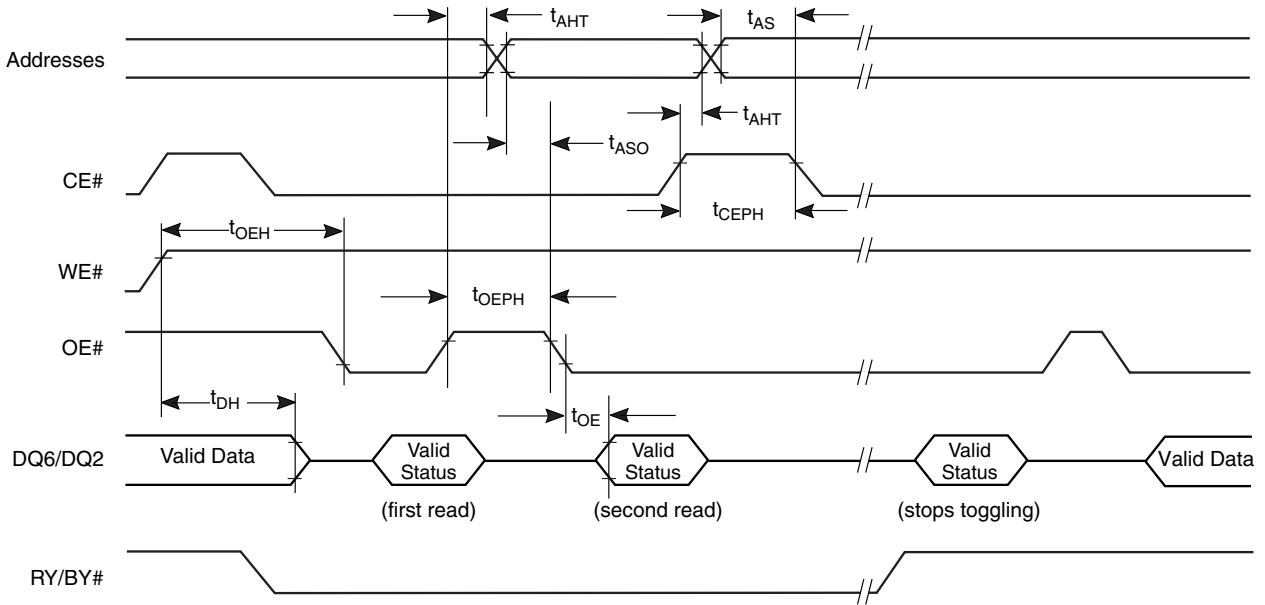 tAHT
tAS
Addresses
tAHT
tASO
CE#
tCEPH
tOEH
WE#
tOEPH
OE#
tDH
tOE
DQ6/DQ2
Valid Data
Valid
Status
Valid
Status
Valid
Status
Valid Data
(first read)
(second read)
(stops toggling)
RY/BY#